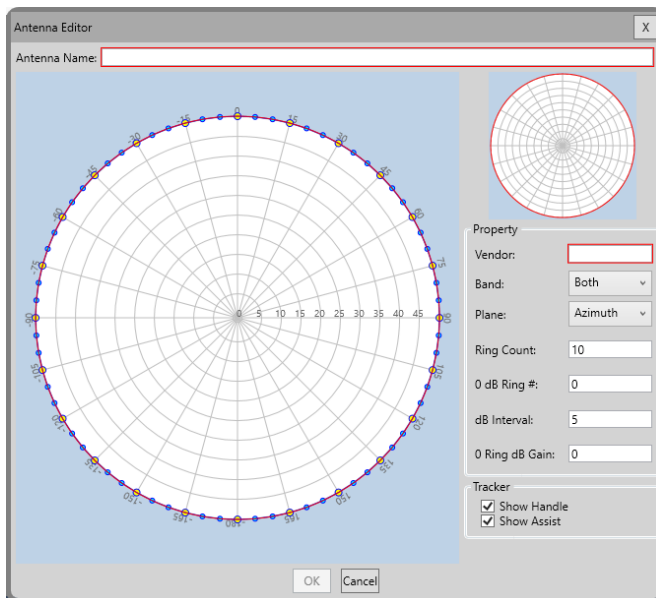 Antenna Editor
X
Antenna Name:
0
15
30
45
60
75
90
105
120
135
150
165
-180
-165
-150
-135
-120
-105
-90
-75
-60
-45
-30
-15
0 5 10 15 20 25 30 35 40 45
Property
Vendor:
Band: Both
Plane: Azimuth
Ring Count: 10
0 dB Ring #: 0
dB Interval: 5
0 Ring dB Gain: 0
Tracker
Show Handle
Show Assist
OK Cancel